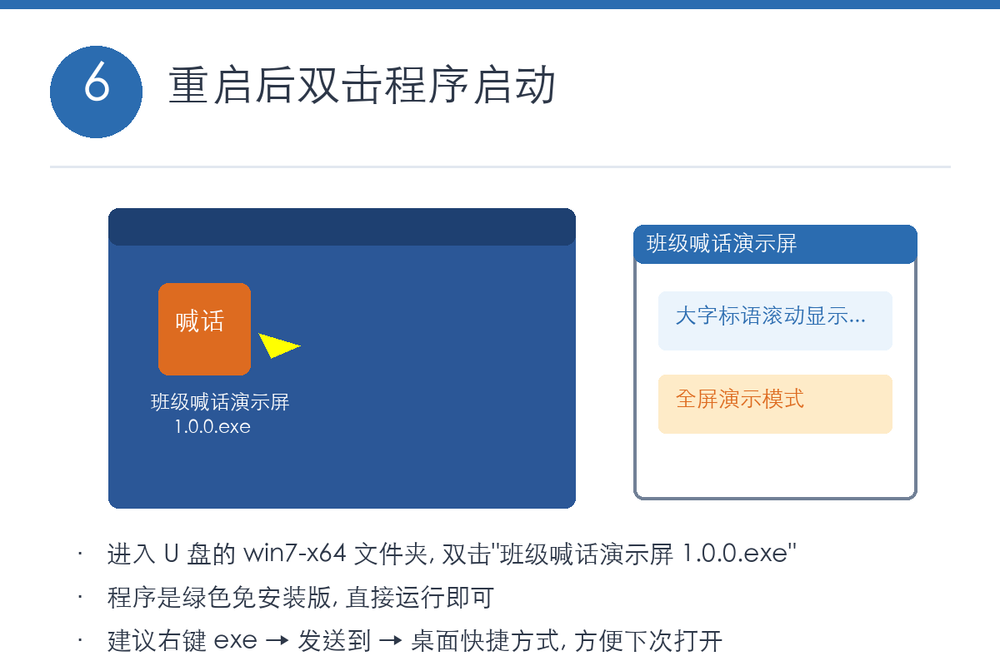 6
重启后双击程序启动
喊话
班级喊话演示屏
1.0.0.exe
班级喊话演示屏
大字标语滚动显示...
全屏演示模式
· 进入 U 盘的 win7-x64 文件夹, 双击"班级喊话演示屏 1.0.0.exe"
· 程序是绿色免安装版, 直接运行即可
· 建议右键 exe → 发送到 → 桌面快捷方式, 方便下次打开